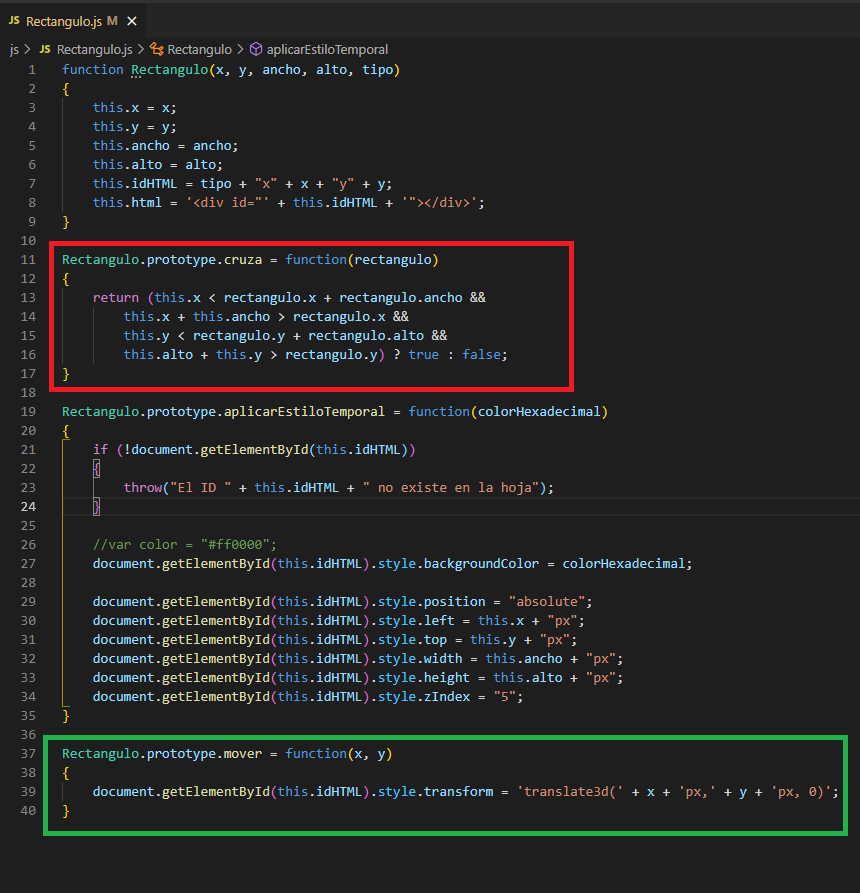 JS Rectangulo.js M ×
js > JS Rectangulo.js > Rectangulo > aplicarEstiloTemporal
1 function Rectangulo(x, y, ancho, alto, tipo)
2 {
3     this.x = x;
4     this.y = y;
5     this.ancho = ancho;
6     this.alto = alto;
7     this.idHTML = tipo + "x" + x + "y" + y;
8     this.html = '<div id="' + this.idHTML + '"></div>';
9 }
10
11 Rectangulo.prototype.cruza = function(rectangulo)
12 {
13     return (this.x < rectangulo.x + rectangulo.ancho &&
14         this.x + this.ancho > rectangulo.x &&
15         this.y < rectangulo.y + rectangulo.alto &&
16         this.alto + this.y > rectangulo.y) ? true : false;
17 }
18
19 Rectangulo.prototype.aplicarEstiloTemporal = function(colorHexadecimal)
20 {
21     if (!document.getElementById(this.idHTML))
22     {
23         throw("El ID " + this.idHTML + " no existe en la hoja");
24     }
25
26     //var color = "#ff0000";
27     document.getElementById(this.idHTML).style.backgroundColor = colorHexadecimal;
28
29     document.getElementById(this.idHTML).style.position = "absolute";
30     document.getElementById(this.idHTML).style.left = this.x + "px";
31     document.getElementById(this.idHTML).style.top = this.y + "px";
32     document.getElementById(this.idHTML).style.width = this.ancho + "px";
33     document.getElementById(this.idHTML).style.height = this.alto + "px";
34     document.getElementById(this.idHTML).style.zIndex = "5";
35 }
36
37 Rectangulo.prototype.mover = function(x, y)
38 {
39     document.getElementById(this.idHTML).style.transform = 'translate3d(' + x + 'px,' + y + 'px, 0)';
40 }